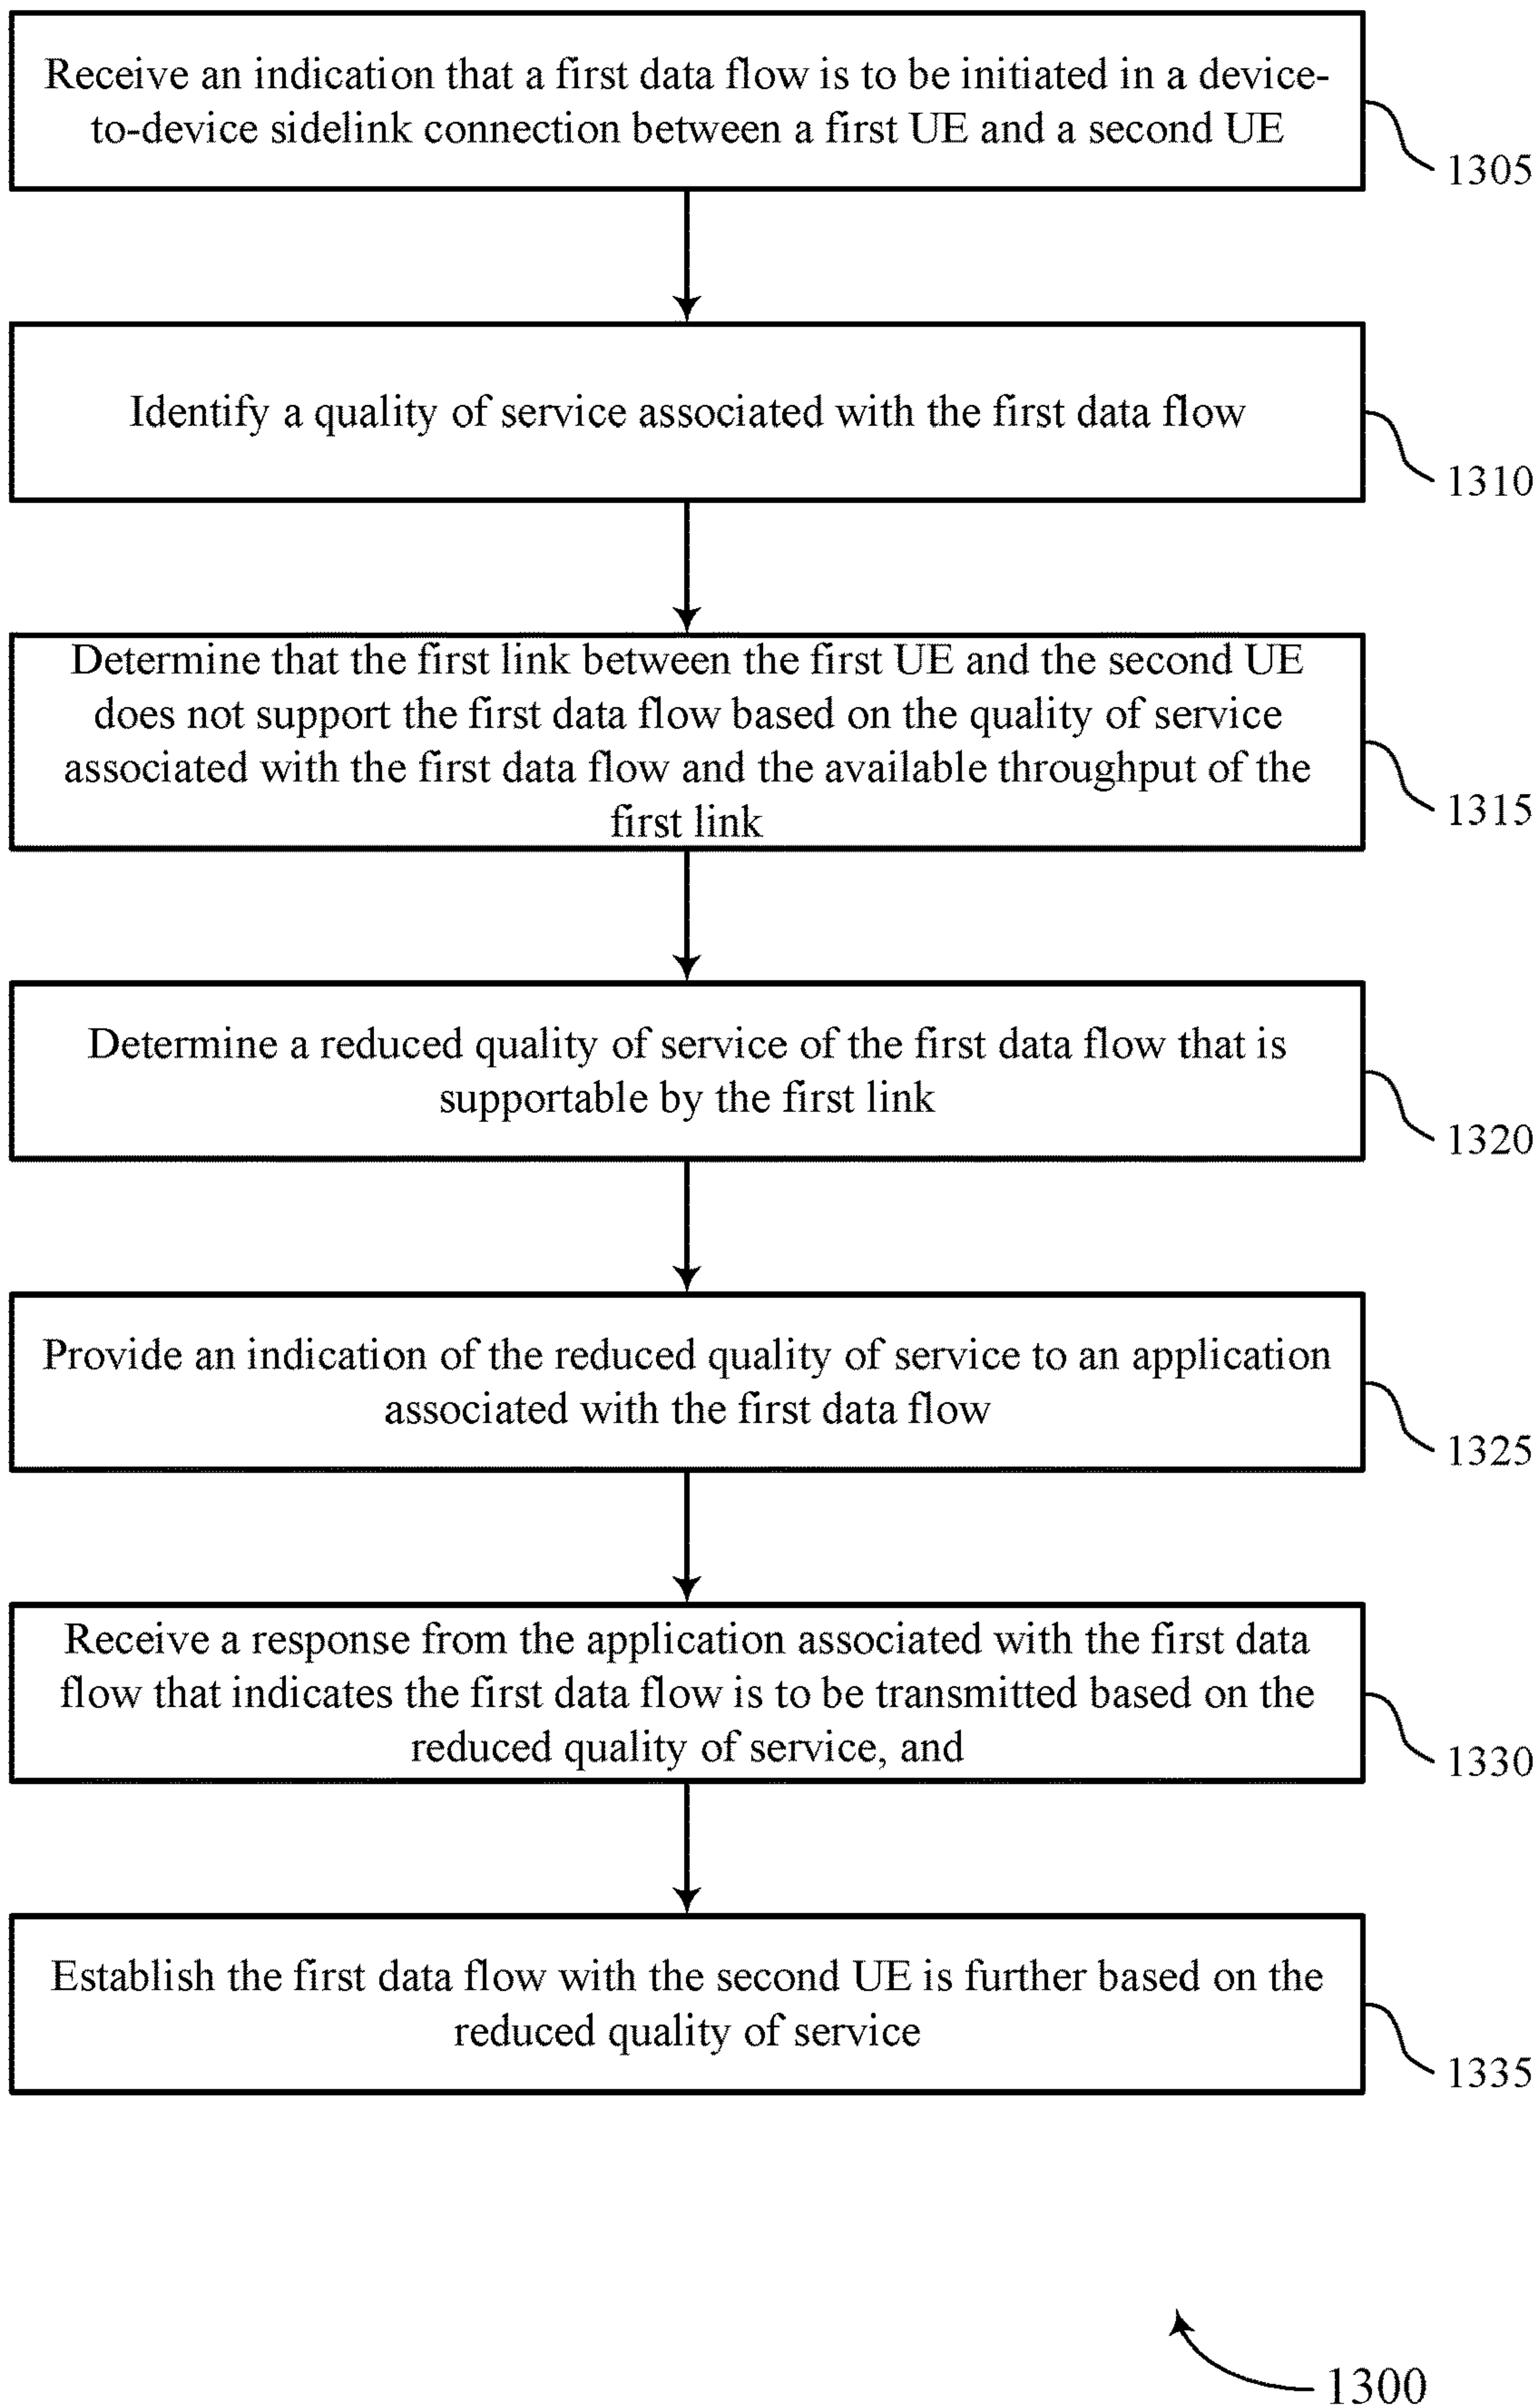 Receive an indication that a first data flow is to be initiated in a device-
to-device sidelink connection between a first UE and a second UE
1305
Identify a quality of service associated with the first data flow
1310
Determine that the first link between the first UE and the second UE
does not support the first data flow based on the quality of service
associated with the first data flow and the available throughput of the
first link
1315
Determine a reduced quality of service of the first data flow that is
supportable by the first link
1320
Provide an indication of the reduced quality of service to an application
associated with the first data flow
1325
Receive a response from the application associated with the first data
flow that indicates the first data flow is to be transmitted based on the
reduced quality of service, and
1330
Establish the first data flow with the second UE is further based on the
reduced quality of service
1335
1300